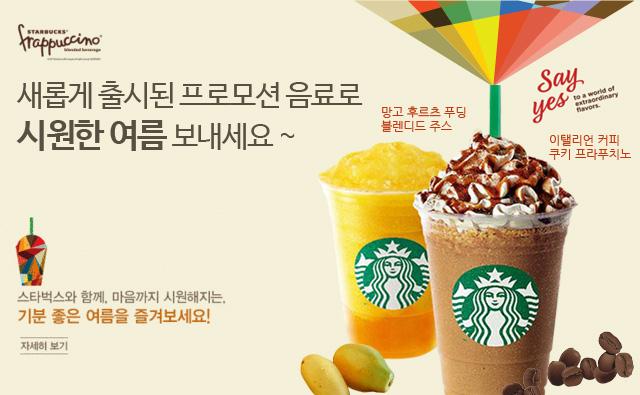 STARBUCKS®
frappuccino®
blended beverage
새롭게 출시된 프로모션 음료로
시원한 여름 보내세요 ~
Say
yes to a world of
extraordinary
flavors.
망고 후르츠 푸딩
블렌디드 주스
이탤리언 커피
쿠키 프라푸치노
스타벅스와 함께, 마음까지 시원해지는,
기분 좋은 여름을 즐겨보세요!
자세히 보기